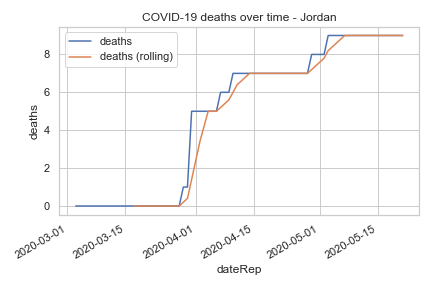 COVID-19 deaths over time - Jordan
deaths
deaths (rolling)
deaths
8
6
4
2
0
2020-03-01
2020-03-15
2020-04-01
2020-04-15
2020-05-01
2020-05-15
dateRep